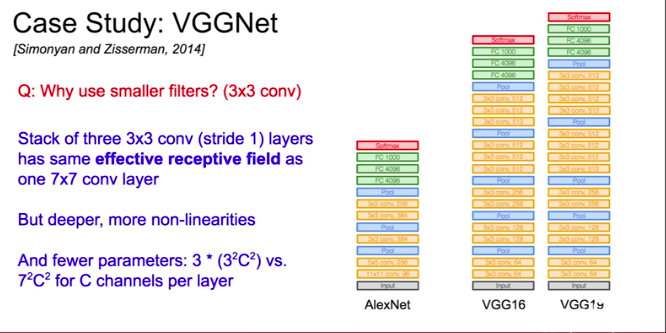 Case Study: VGGNet
[Simonyan and Zisserman, 2014]
Q: Why use smaller filters? (3x3 conv)
Stack of three 3x3 conv (stride 1) layers
has same effective receptive field as
one 7x7 conv layer
But deeper, more non-linearities
And fewer parameters: 3 * (3²C²) vs.
7²C² for C channels per layer
Softmax
FC 1000
FC 4096
FC 4096
Pool
3x3 conv, 256
3x3 conv, 384
Pool
3x3 conv, 384
Pool
5x5 conv, 256
11x11 conv, 96
Input
AlexNet
Softmax
FC 1000
FC 4096
FC 4096
Pool
3x3 conv, 512
3x3 conv, 512
3x3 conv, 512
Pool
3x3 conv, 512
3x3 conv, 512
3x3 conv, 512
Pool
3x3 conv, 256
3x3 conv, 256
Pool
3x3 conv, 128
3x3 conv, 128
Pool
3x3 conv, 64
3x3 conv, 64
Input
VGG16
Softmax
FC 1000
FC 4096
FC 4096
Pool
3x3 conv, 512
3x3 conv, 512
3x3 conv, 512
3x3 conv, 512
Pool
3x3 conv, 512
3x3 conv, 512
3x3 conv, 512
3x3 conv, 512
Pool
3x3 conv, 256
3x3 conv, 256
Pool
3x3 conv, 128
3x3 conv, 128
Pool
3x3 conv, 64
3x3 conv, 64
Input
VGG19